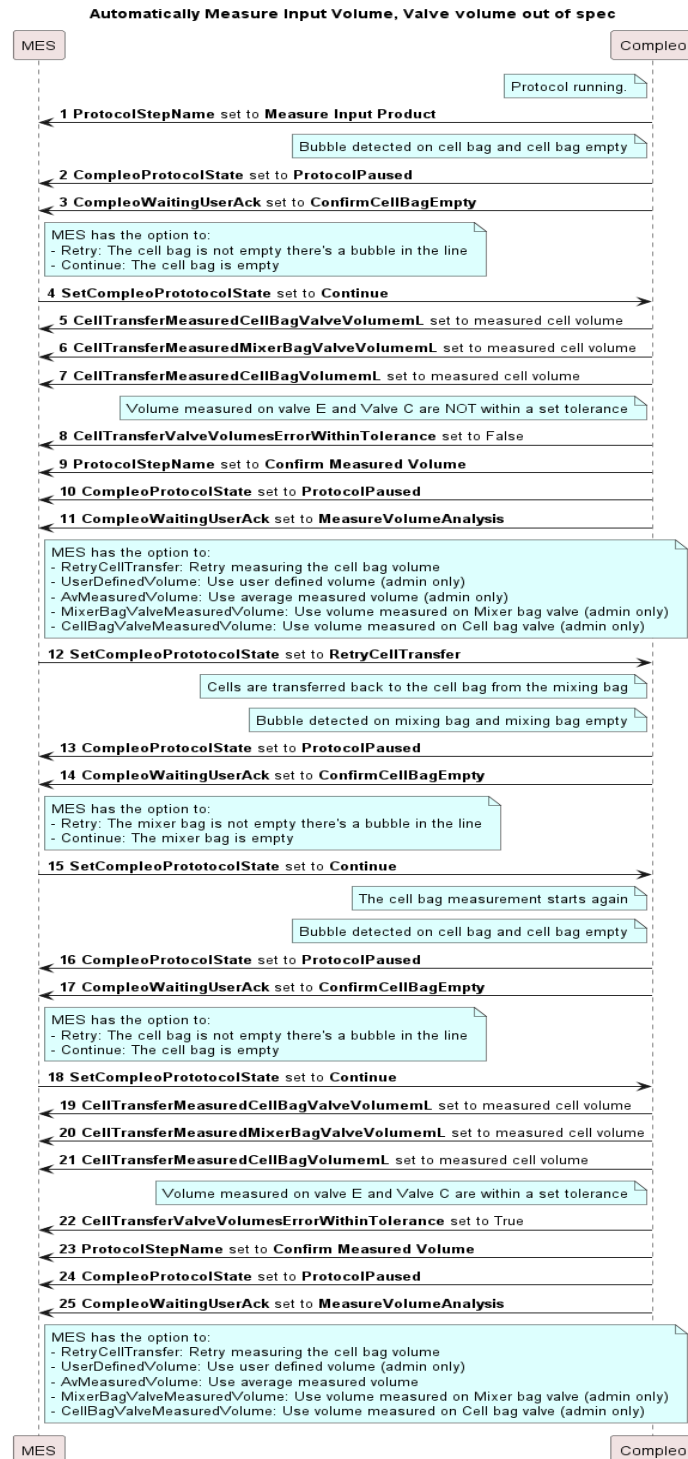 Automatically Measure Input Volume, Valve volume out of spec
MES
Compleo
Protocol running.
1 ProtocolStepName set to Measure Input Product
Bubble detected on cell bag and cell bag empty
2 CompleoProtocolState set to ProtocolPaused
3 CompleoWaitingUserAck set to ConfirmCellBagEmpty
MES has the option to:
- Retry: The cell bag is not empty there's a bubble in the line
- Continue: The cell bag is empty
4 SetCompleoPrototocolState set to Continue
5 CellTransferMeasuredCellBagValveVolumemL set to measured cell volume
6 CellTransferMeasuredMixerBagValveVolumemL set to measured cell volume
7 CellTransferMeasuredCellBagVolumemL set to measured cell volume
Volume measured on valve E and Valve C are NOT within a set tolerance
8 CellTransferValveVolumesErrorWithinTolerance set to False
9 ProtocolStepName set to Confirm Measured Volume
10 CompleoProtocolState set to ProtocolPaused
11 CompleoWaitingUserAck set to MeasureVolumeAnalysis
MES has the option to:
- RetryCellTransfer: Retry measuring the cell bag volume
- UserDefinedVolume: Use user defined volume (admin only)
- AvMeasuredVolume: Use average measured volume (admin only)
- MixerBagValveMeasuredVolume: Use volume measured on Mixer bag valve (admin only)
- CellBagValveMeasuredVolume: Use volume measured on Cell bag valve (admin only)
12 SetCompleoPrototocolState set to RetryCellTransfer
Cells are transferred back to the cell bag from the mixing bag
Bubble detected on mixing bag and mixing bag empty
13 CompleoProtocolState set to ProtocolPaused
14 CompleoWaitingUserAck set to ConfirmCellBagEmpty
MES has the option to:
- Retry: The mixer bag is not empty there's a bubble in the line
- Continue: The mixer bag is empty
15 SetCompleoPrototocolState set to Continue
The cell bag measurement starts again
Bubble detected on cell bag and cell bag empty
16 CompleoProtocolState set to ProtocolPaused
17 CompleoWaitingUserAck set to ConfirmCellBagEmpty
MES has the option to:
- Retry: The cell bag is not empty there's a bubble in the line
- Continue: The cell bag is empty
18 SetCompleoPrototocolState set to Continue
19 CellTransferMeasuredCellBagValveVolumemL set to measured cell volume
20 CellTransferMeasuredMixerBagValveVolumemL set to measured cell volume
21 CellTransferMeasuredCellBagVolumemL set to measured cell volume
Volume measured on valve E and Valve C are within a set tolerance
22 CellTransferValveVolumesErrorWithinTolerance set to True
23 ProtocolStepName set to Confirm Measured Volume
24 CompleoProtocolState set to ProtocolPaused
25 CompleoWaitingUserAck set to MeasureVolumeAnalysis
MES has the option to:
- RetryCellTransfer: Retry measuring the cell bag volume
- UserDefinedVolume: Use user defined volume (admin only)
- AvMeasuredVolume: Use average measured volume
- MixerBagValveMeasuredVolume: Use volume measured on Mixer bag valve (admin only)
- CellBagValveMeasuredVolume: Use volume measured on Cell bag valve (admin only)
MES
Compleo